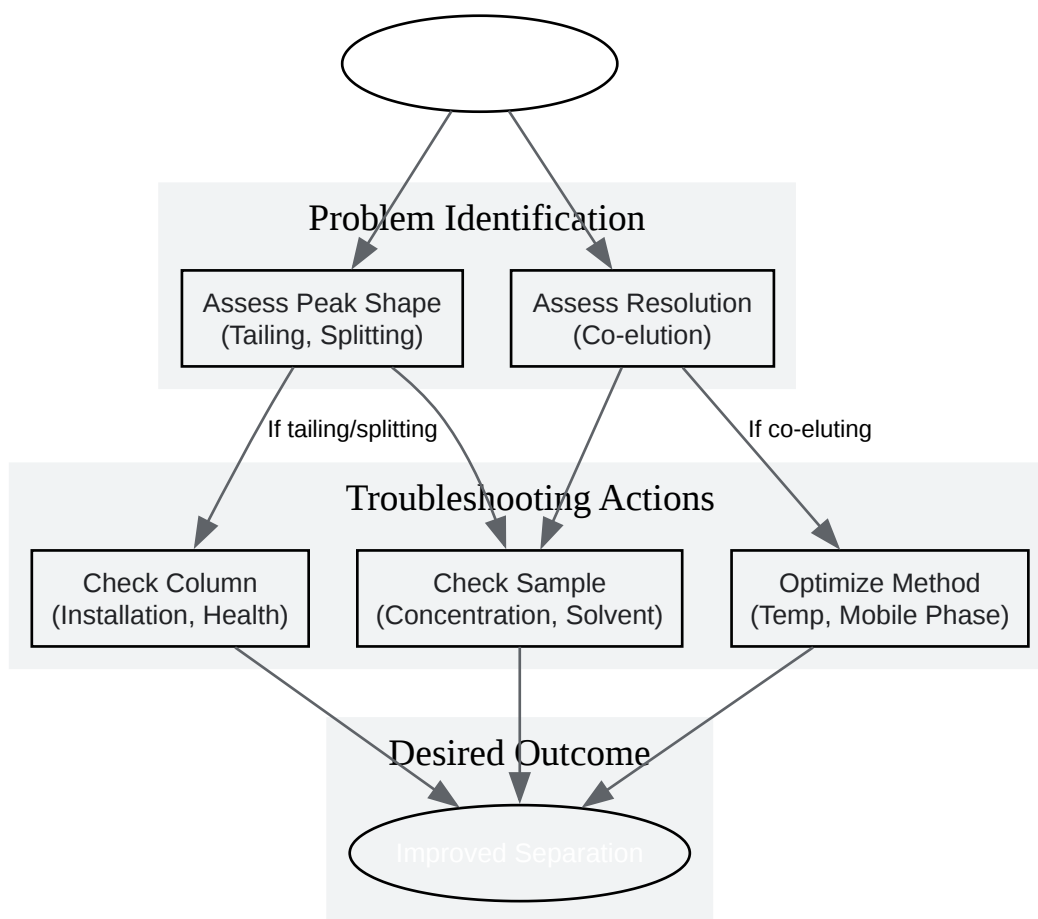 Problem Identification
Assess Peak Shape
(Tailing, Splitting)
Assess Resolution
(Co-elution)
If tailing/splitting
If co-eluting
Troubleshooting Actions
Check Column
(Installation, Health)
Check Sample
(Concentration, Solvent)
Optimize Method
(Temp, Mobile Phase)
Desired Outcome
Improved Separation